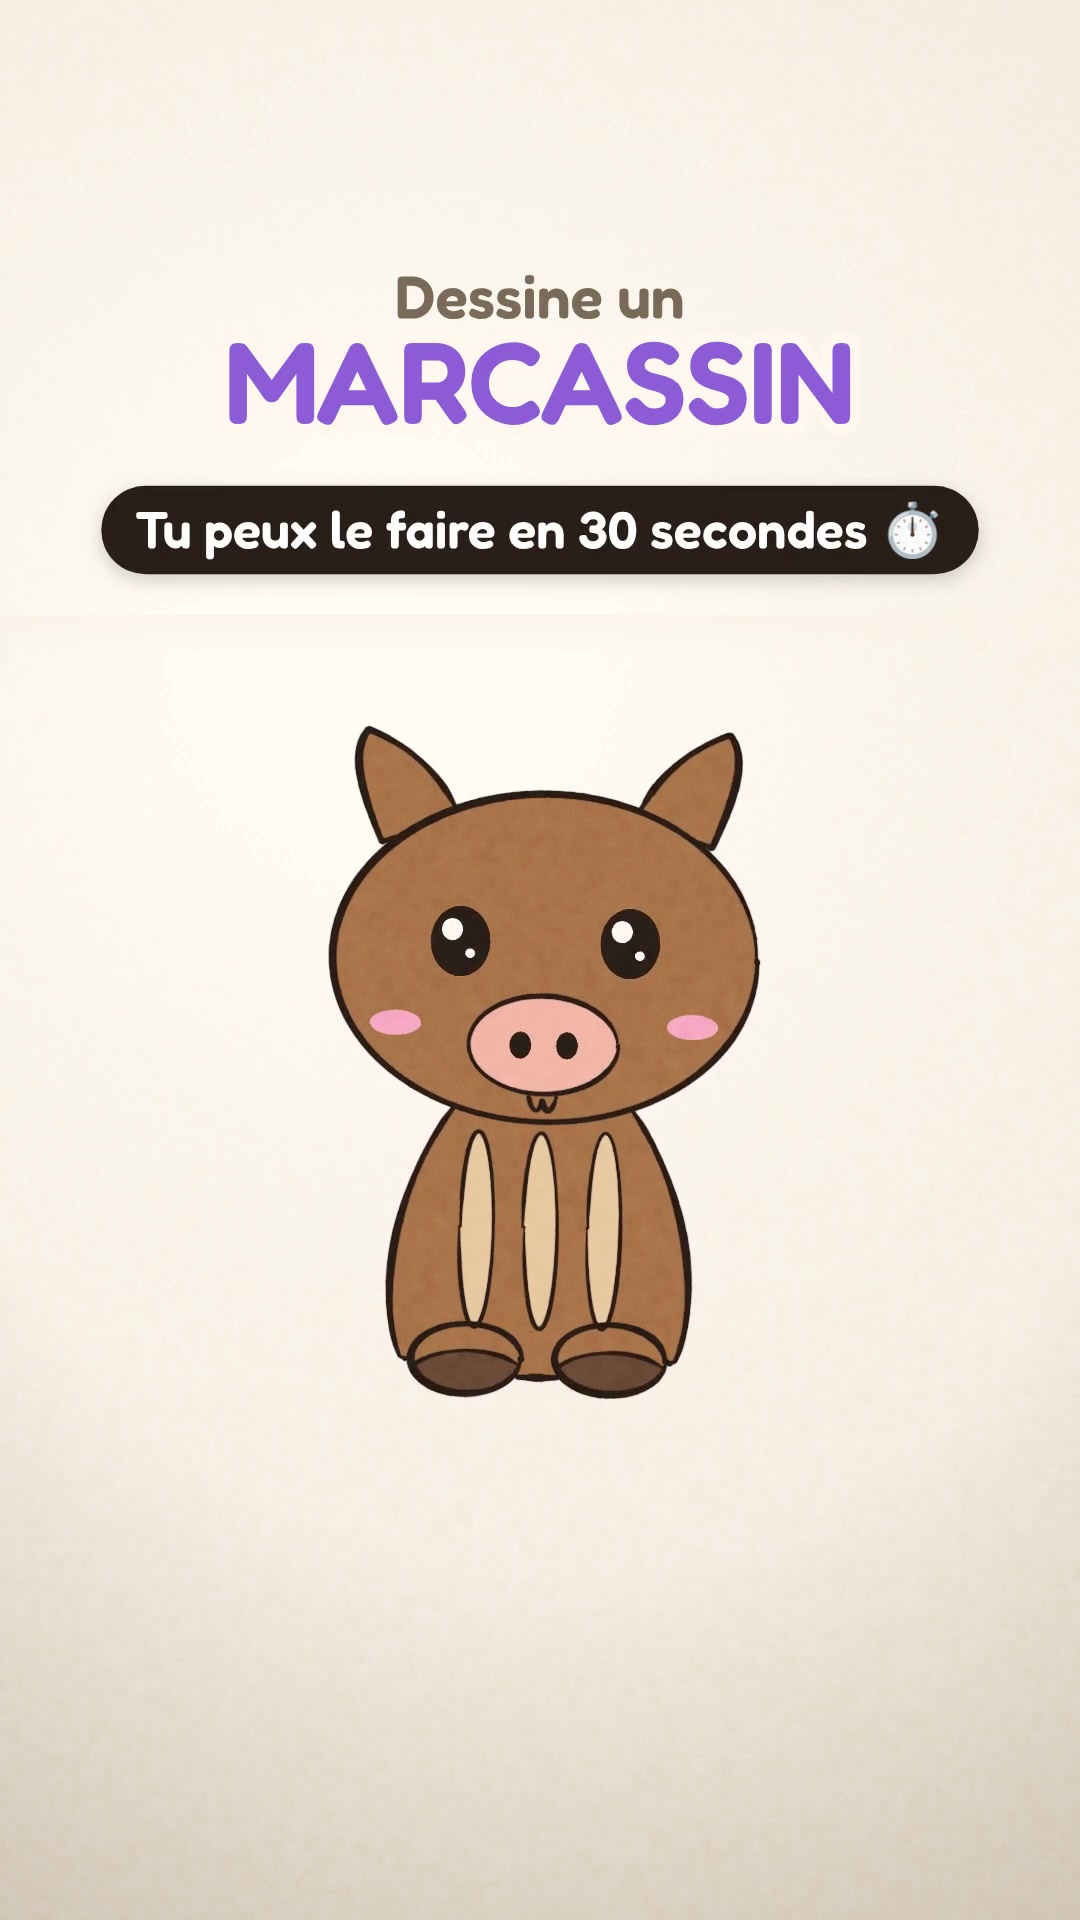 Dessine un
MARCASSIN
Tu peux le faire en 30 secondes ⏱️